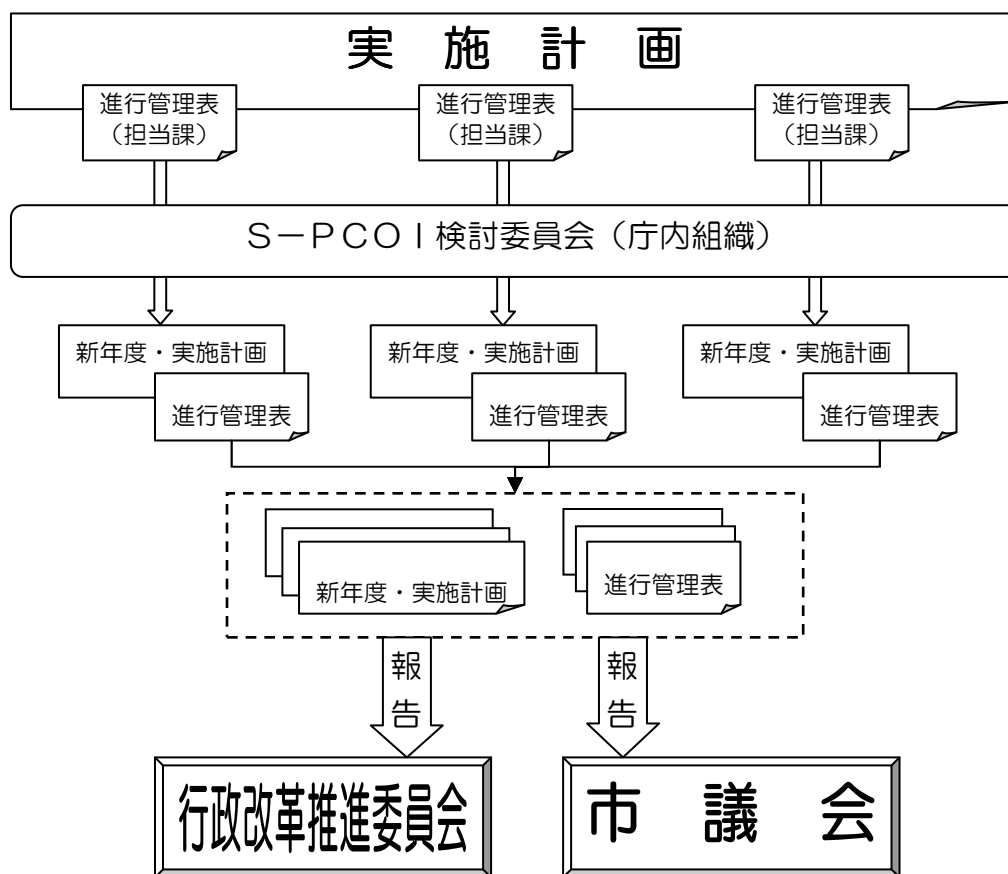 実　施　計　画
進行管理表
（担当課）
進行管理表
（担当課）
進行管理表
（担当課）
Ｓ－ＰＣＯＩ検討委員会（庁内組織）
新年度・実施計画
進行管理表
新年度・実施計画
進行管理表
新年度・実施計画
進行管理表
新年度・実施計画
進行管理表
報
告
報
告
行政改革推進委員会
市　議　会